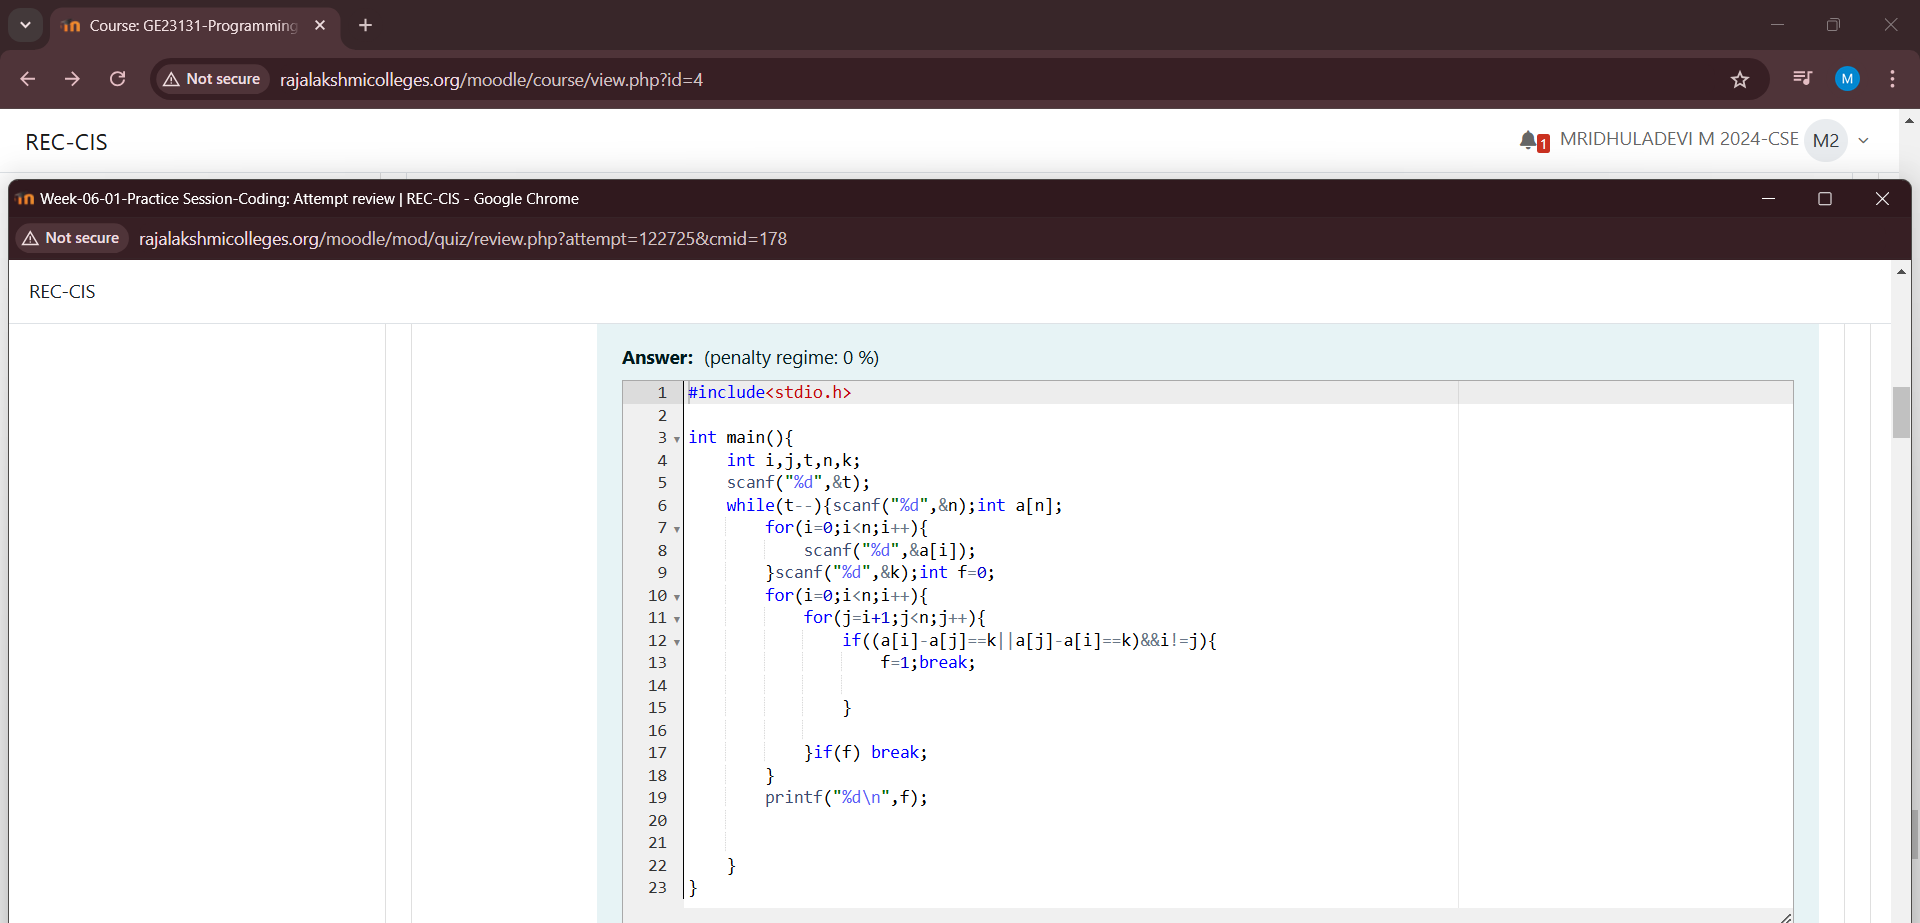 Course: GE23131-Programming
Not secure rajalakshmicolleges.org/moodle/course/view.php?id=4 M
REC-CIS 1 MRIDHULADEVI M 2024-CSE M2
Week-06-01-Practice Session-Coding: Attempt review | REC-CIS - Google Chrome
Not secure rajalakshmicolleges.org/moodle/mod/quiz/review.php?attempt=122725&cmid=178
REC-CIS
Answer: (penalty regime: 0 %)
1 #include<stdio.h>
2
3 int main(){
4     int i,j,t,n,k;
5     scanf("%d",&t);
6     while(t--){scanf("%d",&n);int a[n];
7         for(i=0;i<n;i++){
8             scanf("%d",&a[i]);
9         }scanf("%d",&k);int f=0;
10         for(i=0;i<n;i++){
11             for(j=i+1;j<n;j++){
12                 if((a[i]-a[j]==k||a[j]-a[i]==k)&&i!=j){
13                     f=1;break;
14
15                 }
16
17             }if(f) break;
18         }
19         printf("%d\n",f);
20
21
22     }
23 }